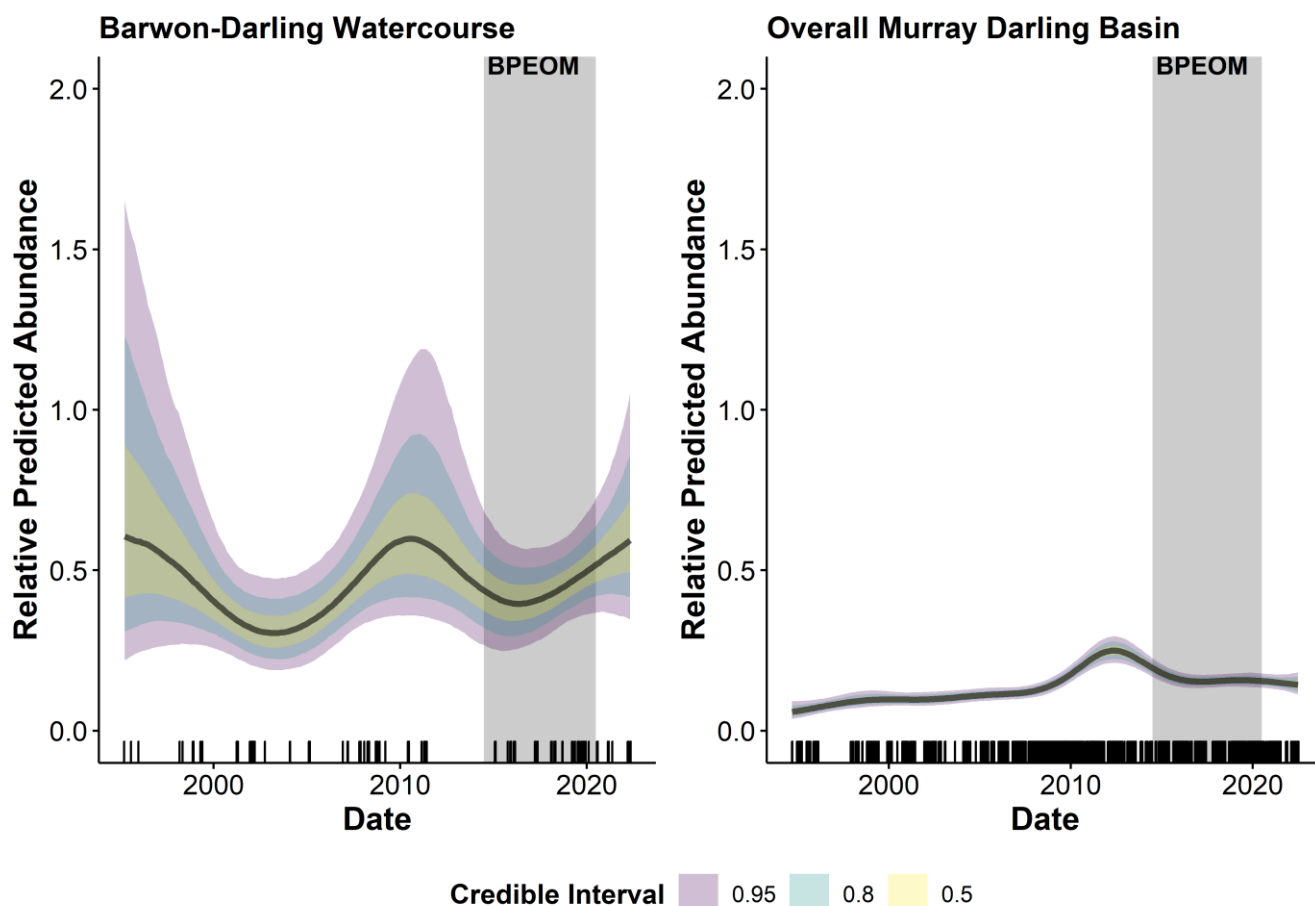 Barwon-Darling Watercourse
BPEOM
2.0
1.5
1.0
0.5
0.0
Relative Predicted Abundance
2000
2010
2020
Date
Overall Murray Darling Basin
BPEOM
2.0
1.5
1.0
0.5
0.0
Relative Predicted Abundance
2000
2010
2020
Date
Credible Interval 0.95 0.8 0.5